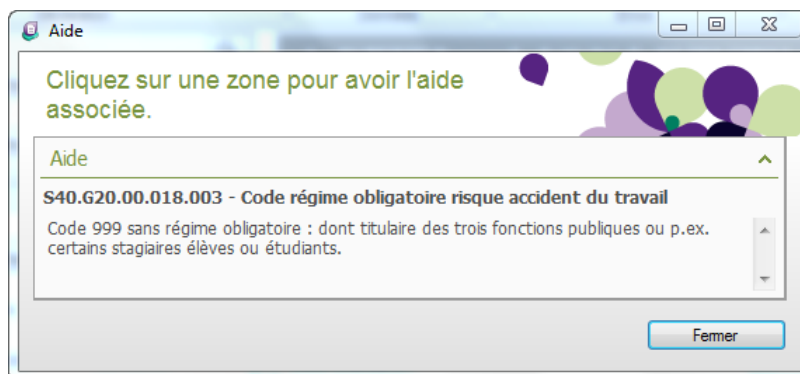 Aide
Cliquez sur une zone pour avoir l'aide
associée.
Aide
S40.G20.00.018.003 - Code régime obligatoire risque accident du travail
Code 999 sans régime obligatoire : dont titulaire des trois fonctions publiques ou p.ex.
certains stagiaires élèves ou étudiants.
Fermer